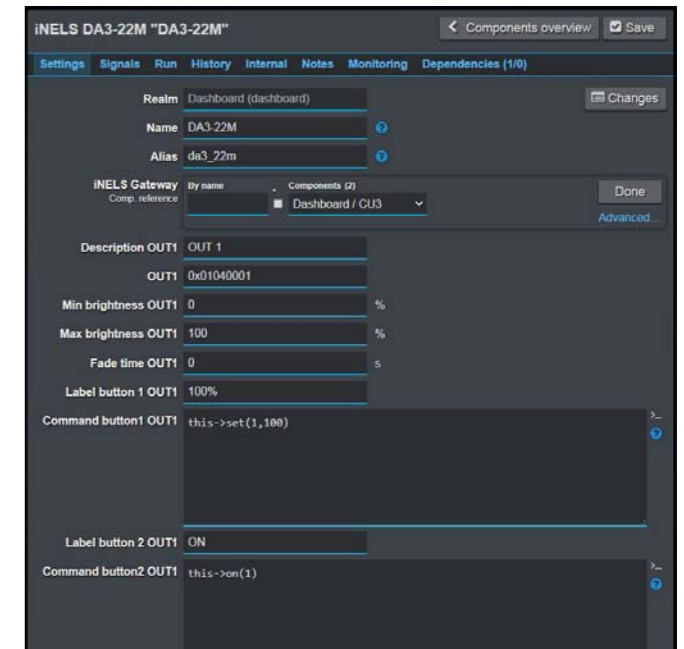 iNELS DA3-22M "DA3-22M" Components overview Save
Settings Signals Run History Internal Notes Monitoring Dependencies (1/0)
Realm Dashboard (dashboard) Changes
Name DA3-22M
Alias da3_22m
iNELS Gateway By name Components (2) Done
Comp. reference Dashboard / CU3
Advanced...
Description OUT1 OUT 1
OUT1 0x01040001
Min brightness OUT1 0 %
Max brightness OUT1 100 %
Fade time OUT1 0 s
Label button 1 OUT1 100%
Command button1 OUT1 this->set(1,100)
Label button 2 OUT1 ON
Command button2 OUT1 this->on(1)